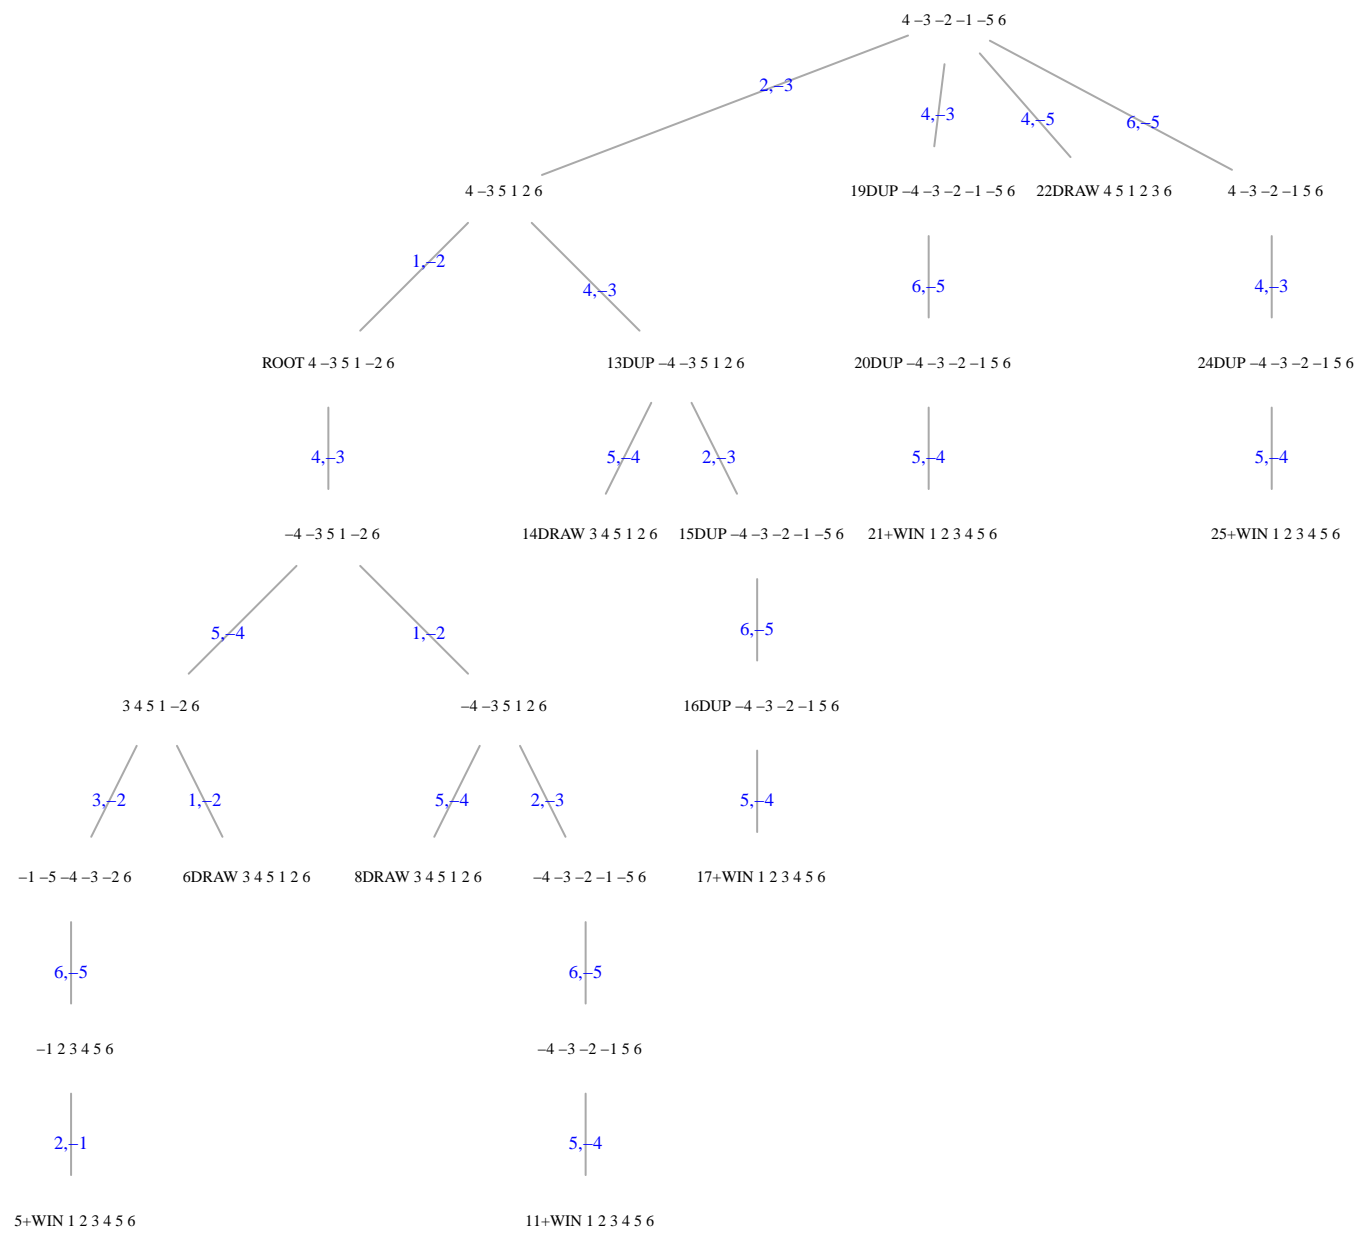 4 –3 –2 –1 –5 6
2,–3
4,–3
4,–5
6,–5
4 –3 5 1 2 6
19DUP –4 –3 –2 –1 –5 6
22DRAW 4 5 1 2 3 6
4 –3 –2 –1 5 6
1,–2
4,–3
6,–5
4,–3
ROOT 4 –3 5 1 –2 6
13DUP –4 –3 5 1 2 6
20DUP –4 –3 –2 –1 5 6
24DUP –4 –3 –2 –1 5 6
4,–3
5,–4
2,–3
5,–4
5,–4
–4 –3 5 1 –2 6
14DRAW 3 4 5 1 2 6
15DUP –4 –3 –2 –1 –5 6
21+WIN 1 2 3 4 5 6
25+WIN 1 2 3 4 5 6
5,–4
1,–2
6,–5
3 4 5 1 –2 6
–4 –3 5 1 2 6
16DUP –4 –3 –2 –1 5 6
3,–2
1,–2
5,–4
2,–3
5,–4
–1 –5 –4 –3 –2 6
6DRAW 3 4 5 1 2 6
8DRAW 3 4 5 1 2 6
–4 –3 –2 –1 –5 6
17+WIN 1 2 3 4 5 6
6,–5
6,–5
–1 2 3 4 5 6
–4 –3 –2 –1 5 6
2,–1
5,–4
5+WIN 1 2 3 4 5 6
11+WIN 1 2 3 4 5 6